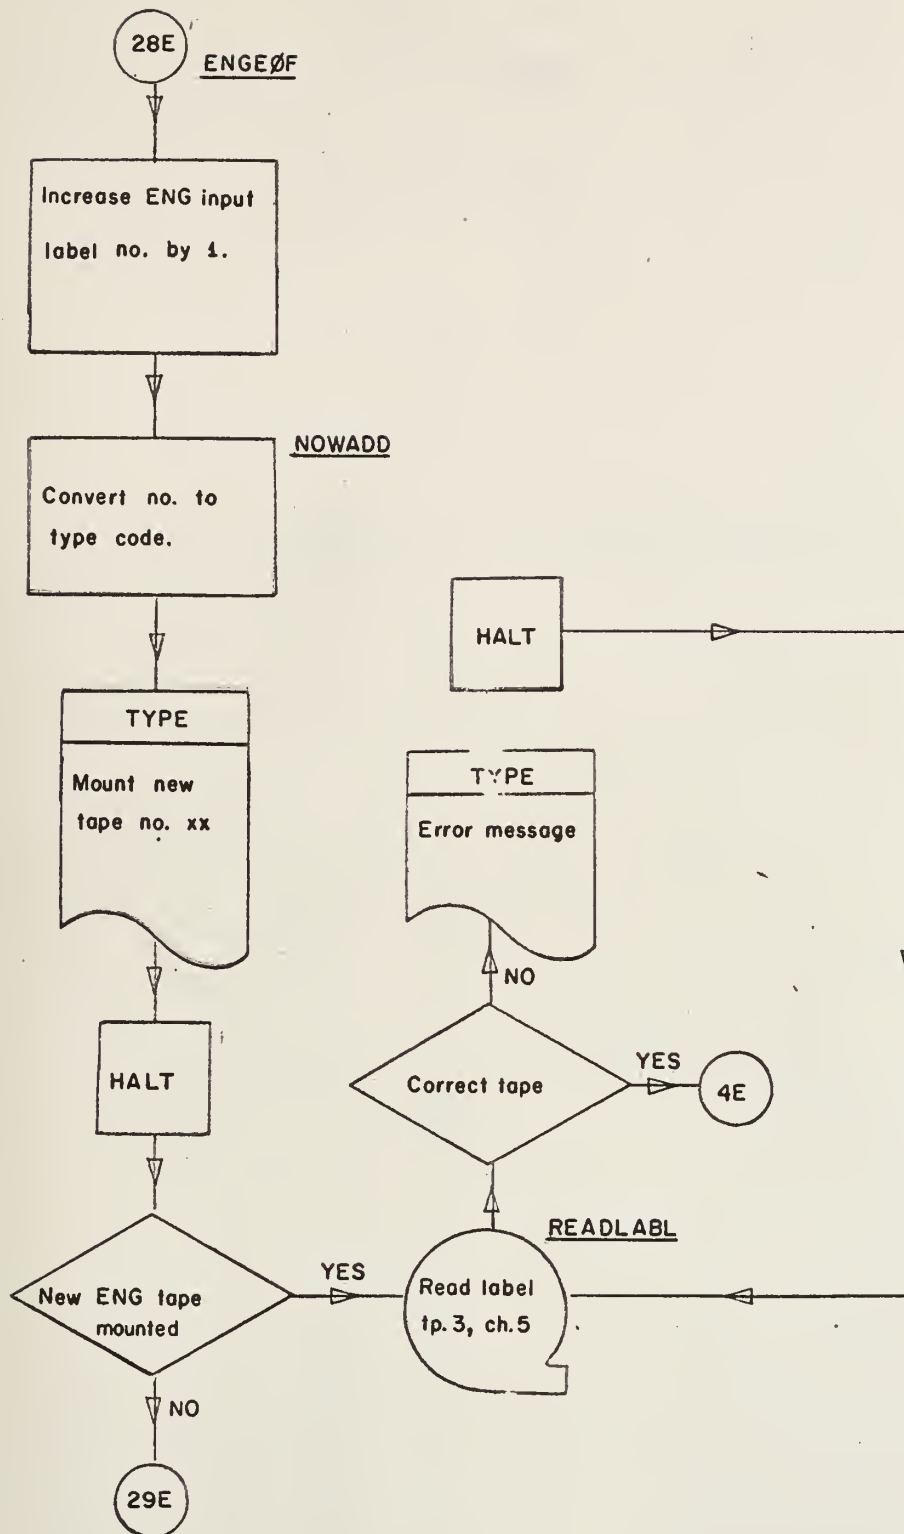 28E
ENGEØF
Increase ENG input
label no. by 1.
NOWADD
Convert no. to
type code.
HALT
TYPE
Mount new
tape no. xx
TYPE
Error message
NO
HALT
Correct tape
YES
4E
READLABL
New ENG tape
mounted
YES
Read label
tp. 3, ch. 5
NO
29E